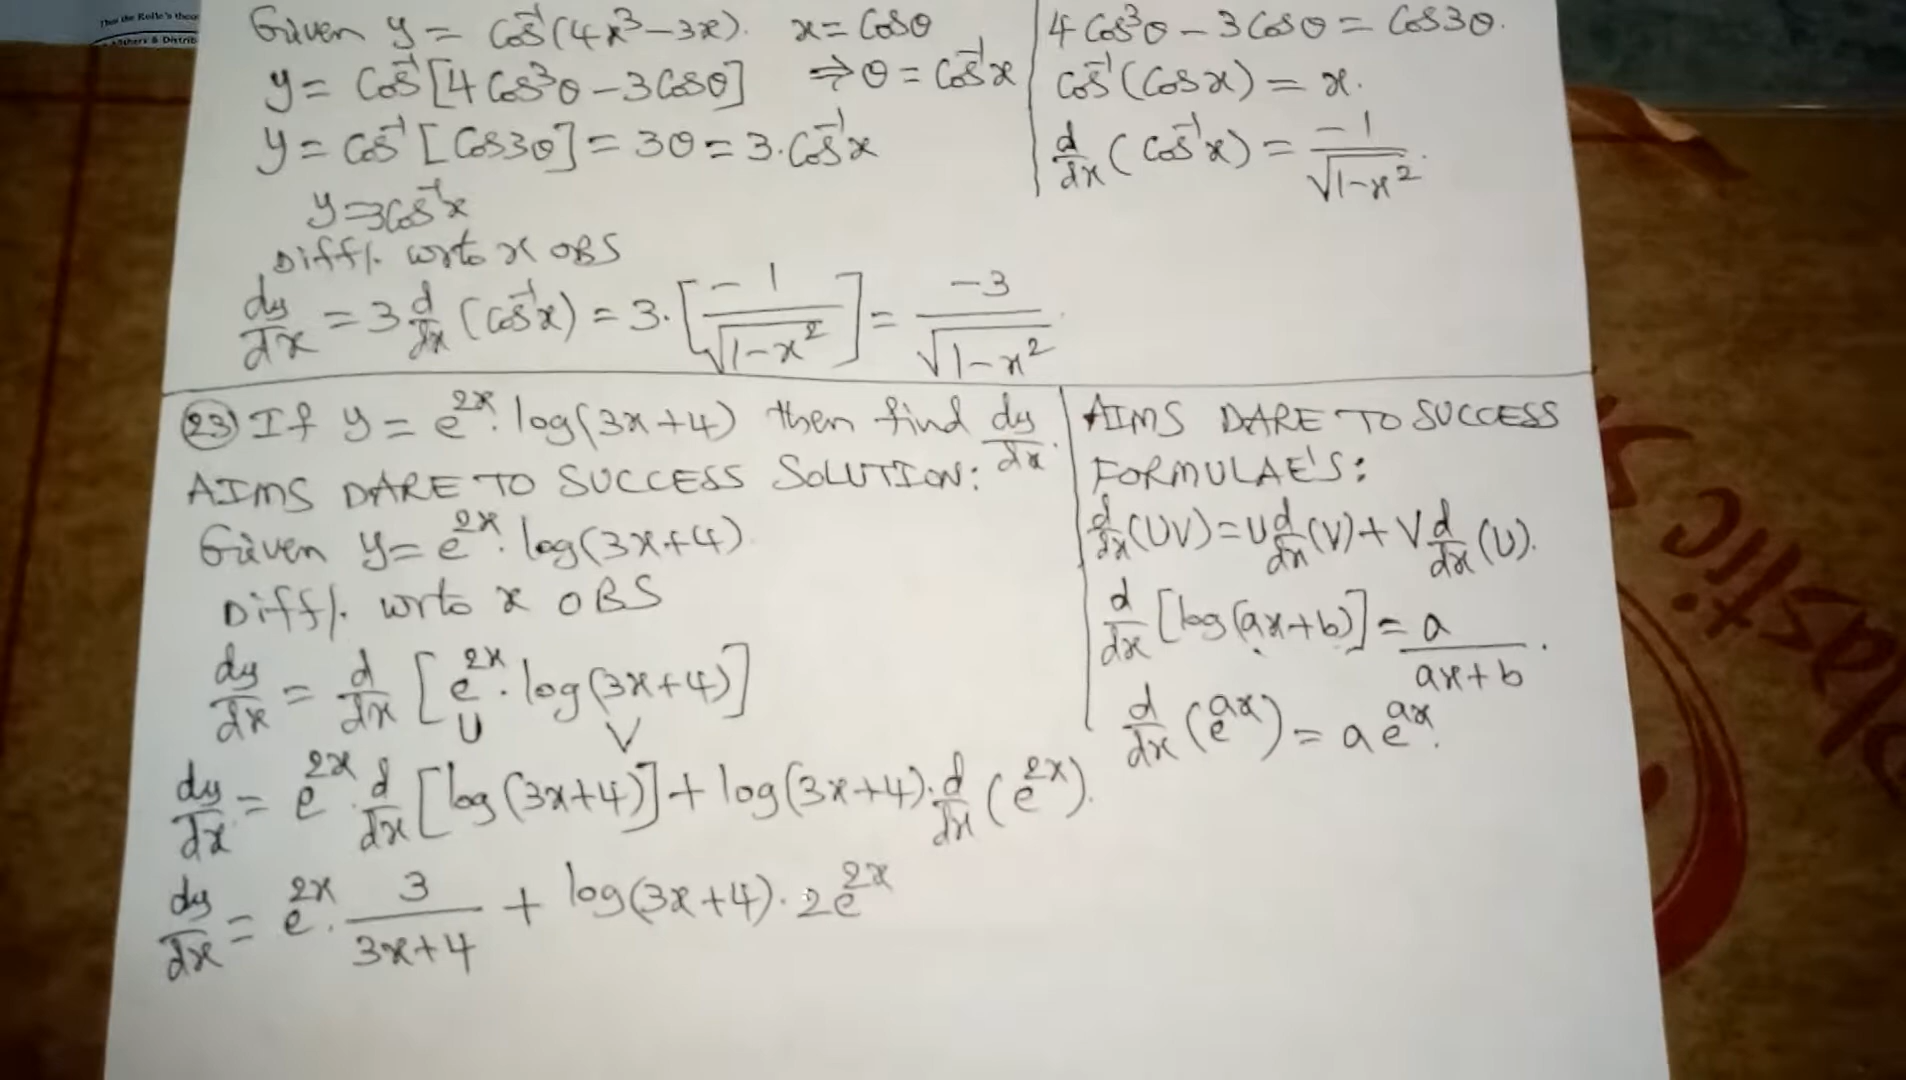 Than the Rolle's theo
Given y = Cos⁻¹(4x³-3x). x = Cosθ
y = Cos⁻¹[4Cos³θ-3Cosθ] ⇒ θ = Cos⁻¹x
y = Cos⁻¹[Cos3θ] = 3θ = 3.Cos⁻¹x
y=3Cos⁻¹x
Diff/. wrto x OBS
dy/dx = 3 d/dx (Cos⁻¹x) = 3.[-1/√1-x²] = -3/√1-x²
4Cos³θ-3Cosθ = Cos3θ.
Cos⁻¹(Cosx) = x.
d/dx (Cos⁻¹x) = -1/√1-x².
23) If y = e²ˣ.log(3x+4) then find dy/dx.
AIMS DARE TO SUCCESS SOLUTION:
Given y = e²ˣ.log(3x+4)
Diff/. wrto x OBS
dy/dx = d/dx [e²ˣ.log(3x+4)]
U V
dy/dx = e²ˣ.d/dx[log(3x+4)]+log(3x+4).d/dx(e²ˣ).
dy/dx = e²ˣ. 3/3x+4 + log(3x+4).2e²ˣ
AIMS DARE TO SUCCESS
FORMULAE'S:
d/dx(UV) = U d/dx(V) + V d/dx(U).
d/dx [log(ax+b)] = a/ax+b.
d/dx (eᵃˣ) = a eᵃˣ.